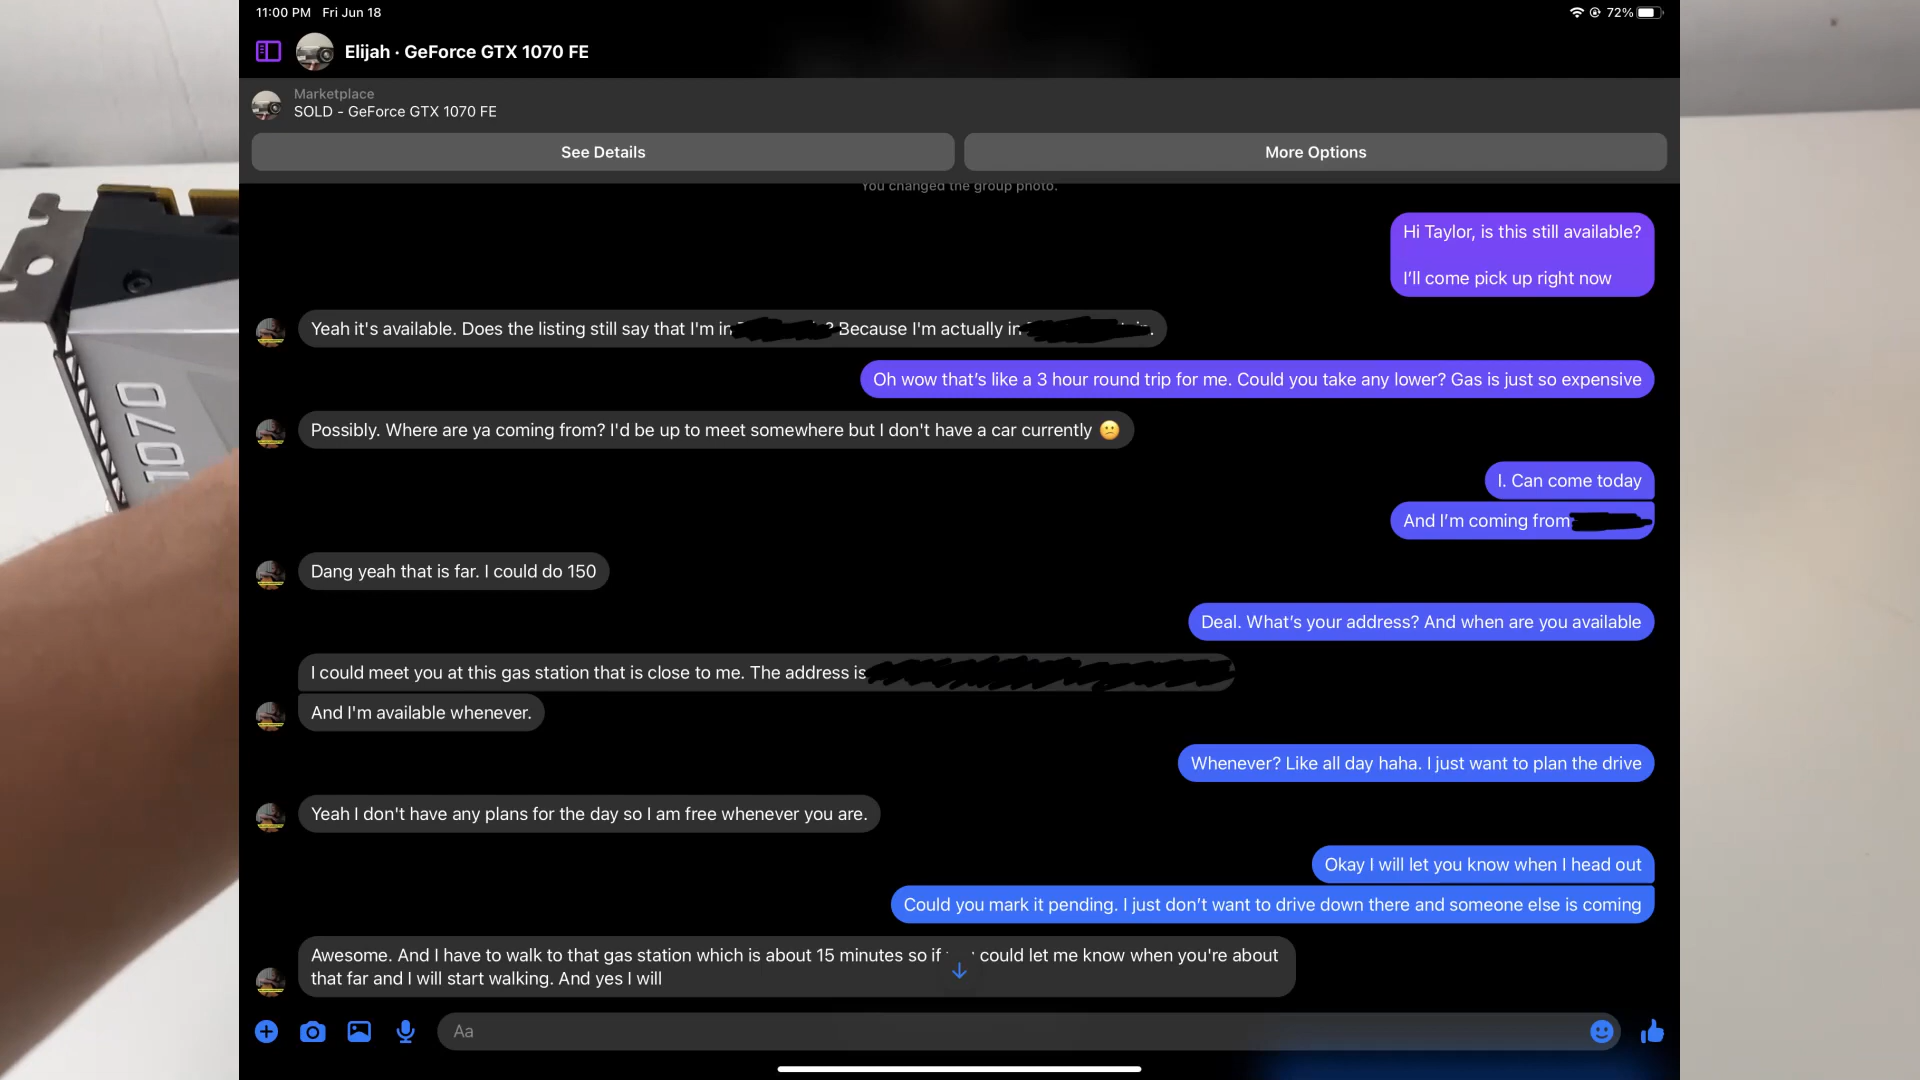 11:00 PM Fri Jun 18
72%
Elijah · GeForce GTX 1070 FE
Marketplace
SOLD - GeForce GTX 1070 FE
See Details
More Options
You changed the group photo.
Hi Taylor, is this still available?
I'll come pick up right now
Yeah it's available. Does the listing still say that I'm in ? Because I'm actually in .
Oh wow that's like a 3 hour round trip for me. Could you take any lower? Gas is just so expensive
Possibly. Where are ya coming from? I'd be up to meet somewhere but I don't have a car currently 😕
I. Can come today
And I'm coming from
Dang yeah that is far. I could do 150
Deal. What's your address? And when are you available
I could meet you at this gas station that is close to me. The address is
And I'm available whenever.
Whenever? Like all day haha. I just want to plan the drive
Yeah I don't have any plans for the day so I am free whenever you are.
Okay I will let you know when I head out
Could you mark it pending. I just don't want to drive down there and someone else is coming
Awesome. And I have to walk to that gas station which is about 15 minutes so if could let me know when you're about
that far and I will start walking. And yes I will
Aa
1070